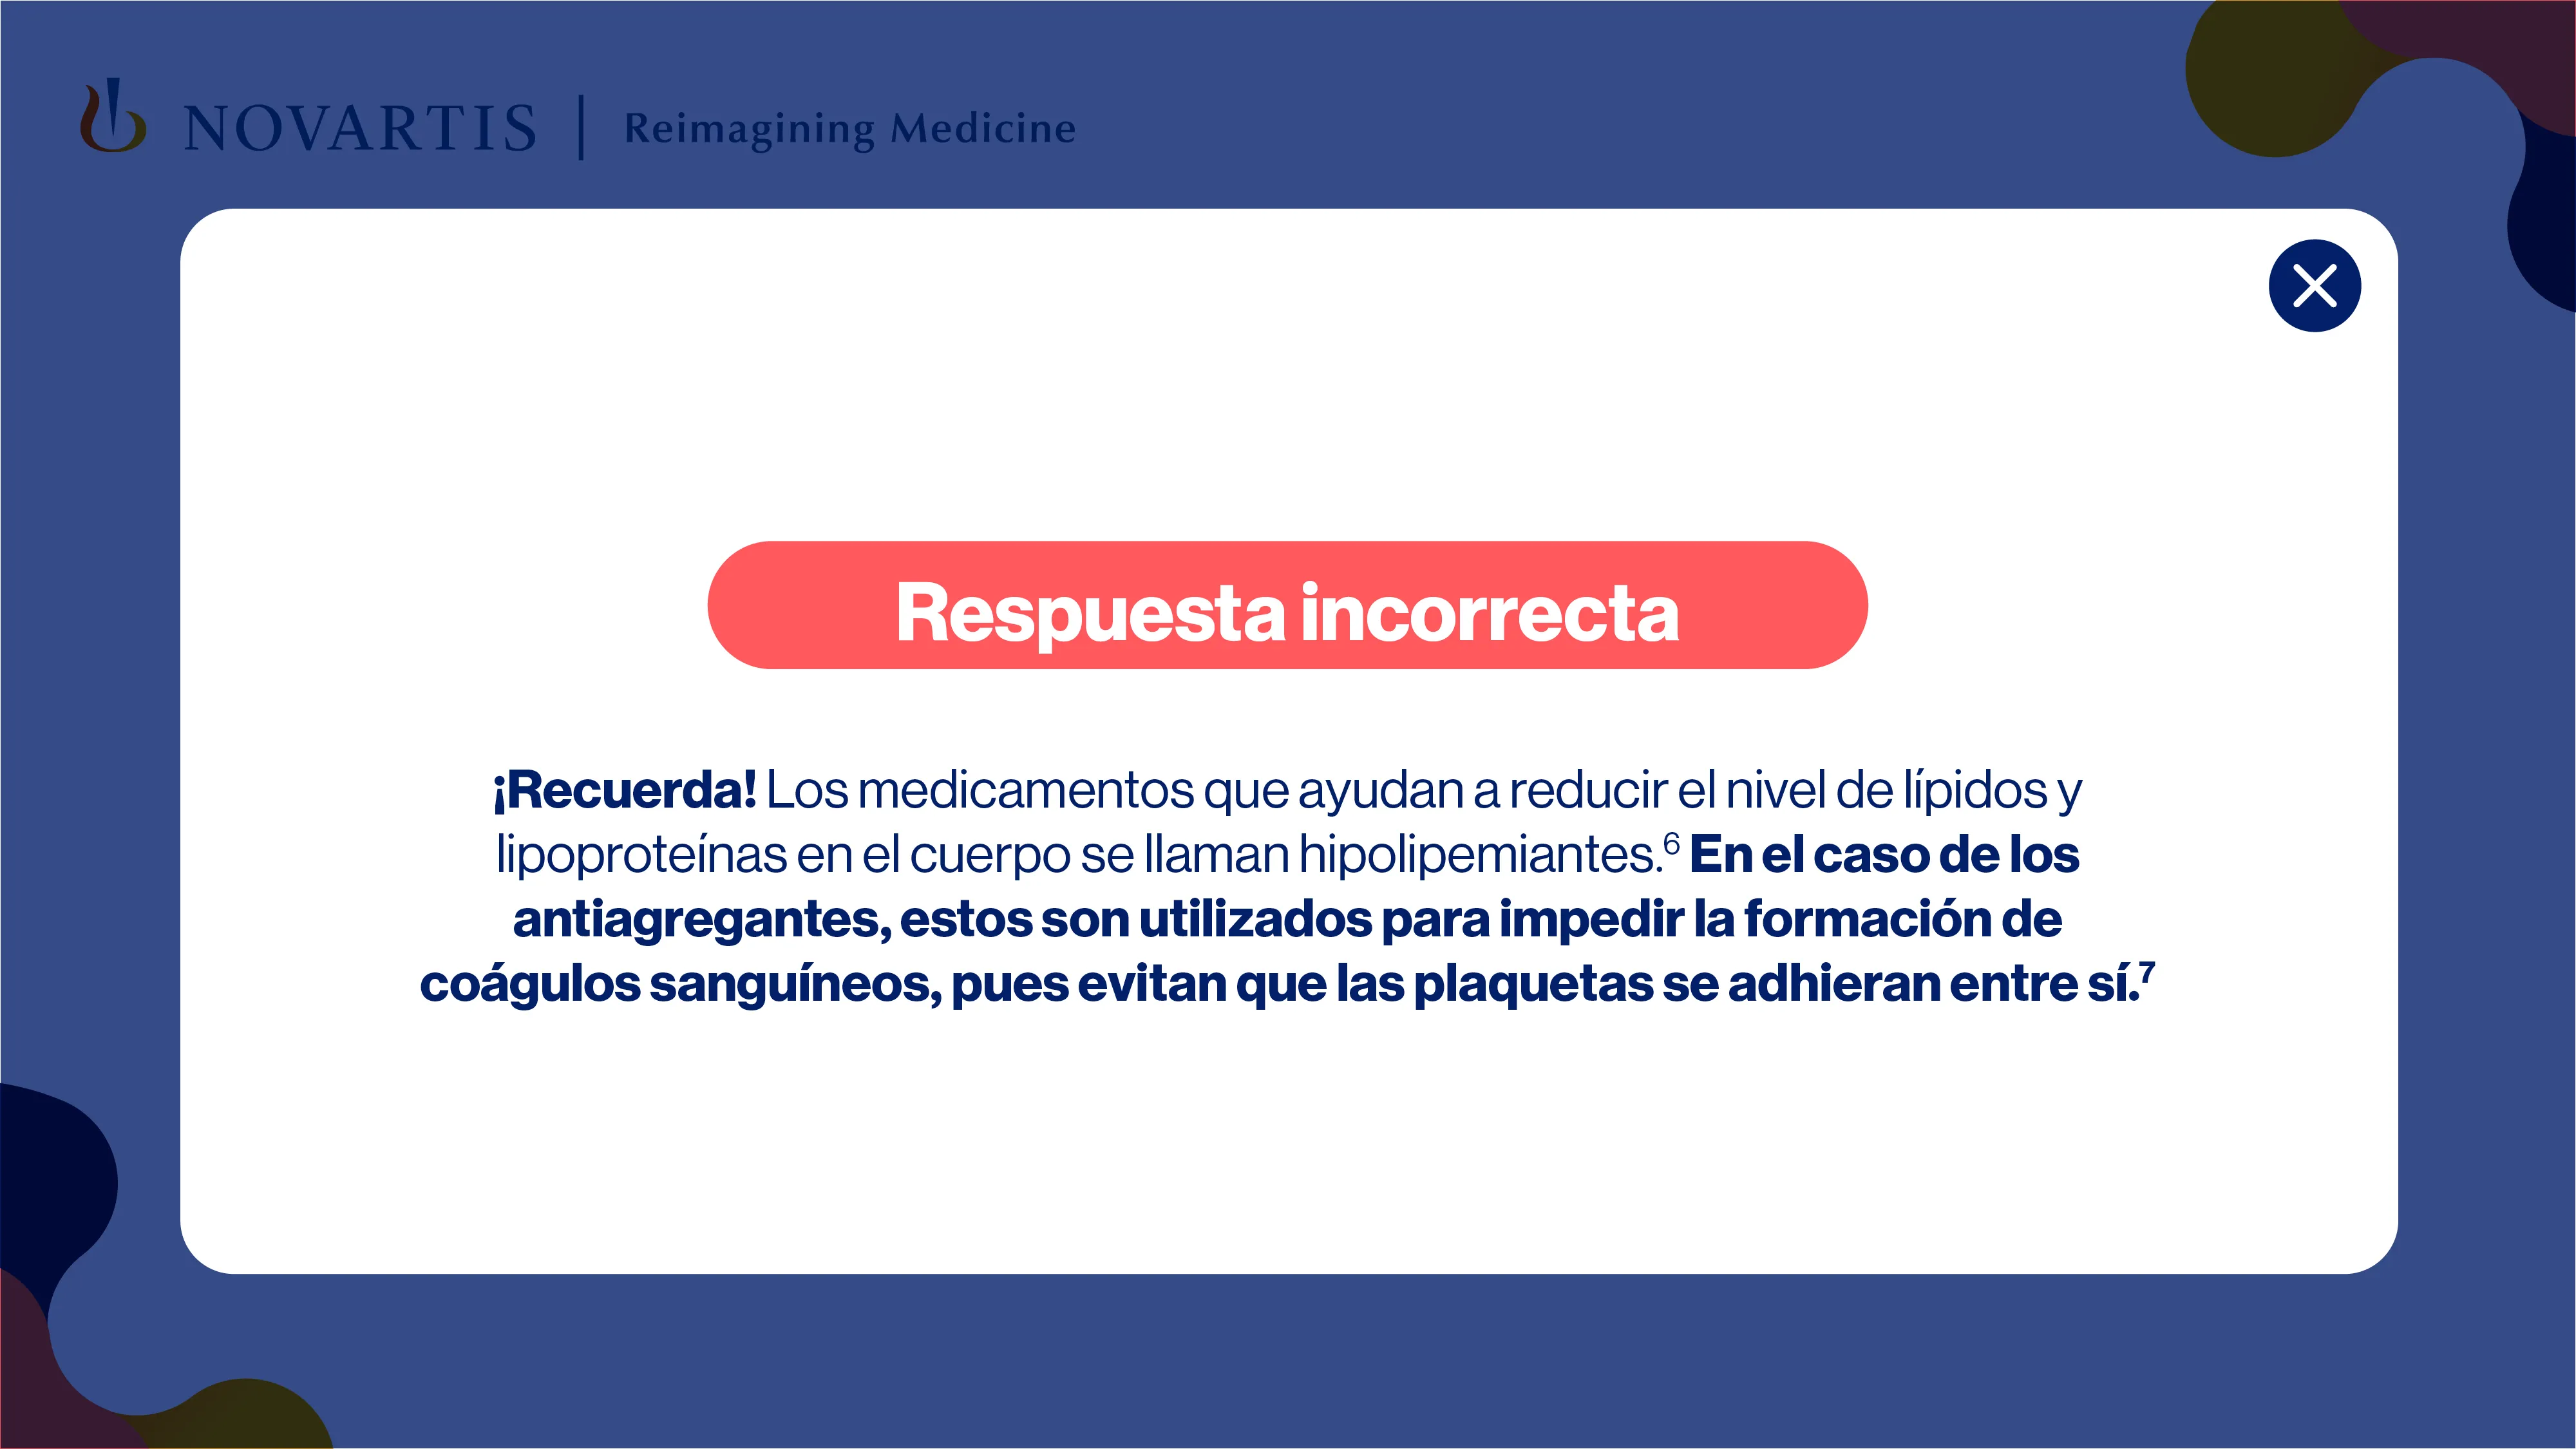 NOVARTIS | Reimagining Medicine
Respuesta incorrecta
¡Recuerda! Los medicamentos que ayudan a reducir el nivel de lípidos y
lipoproteínas en el cuerpo se llaman hipolipemiantes.⁶ En el caso de los
antiagregantes, estos son utilizados para impedir la formación de
coágulos sanguíneos, pues evitan que las plaquetas se adhieran entre sí.⁷